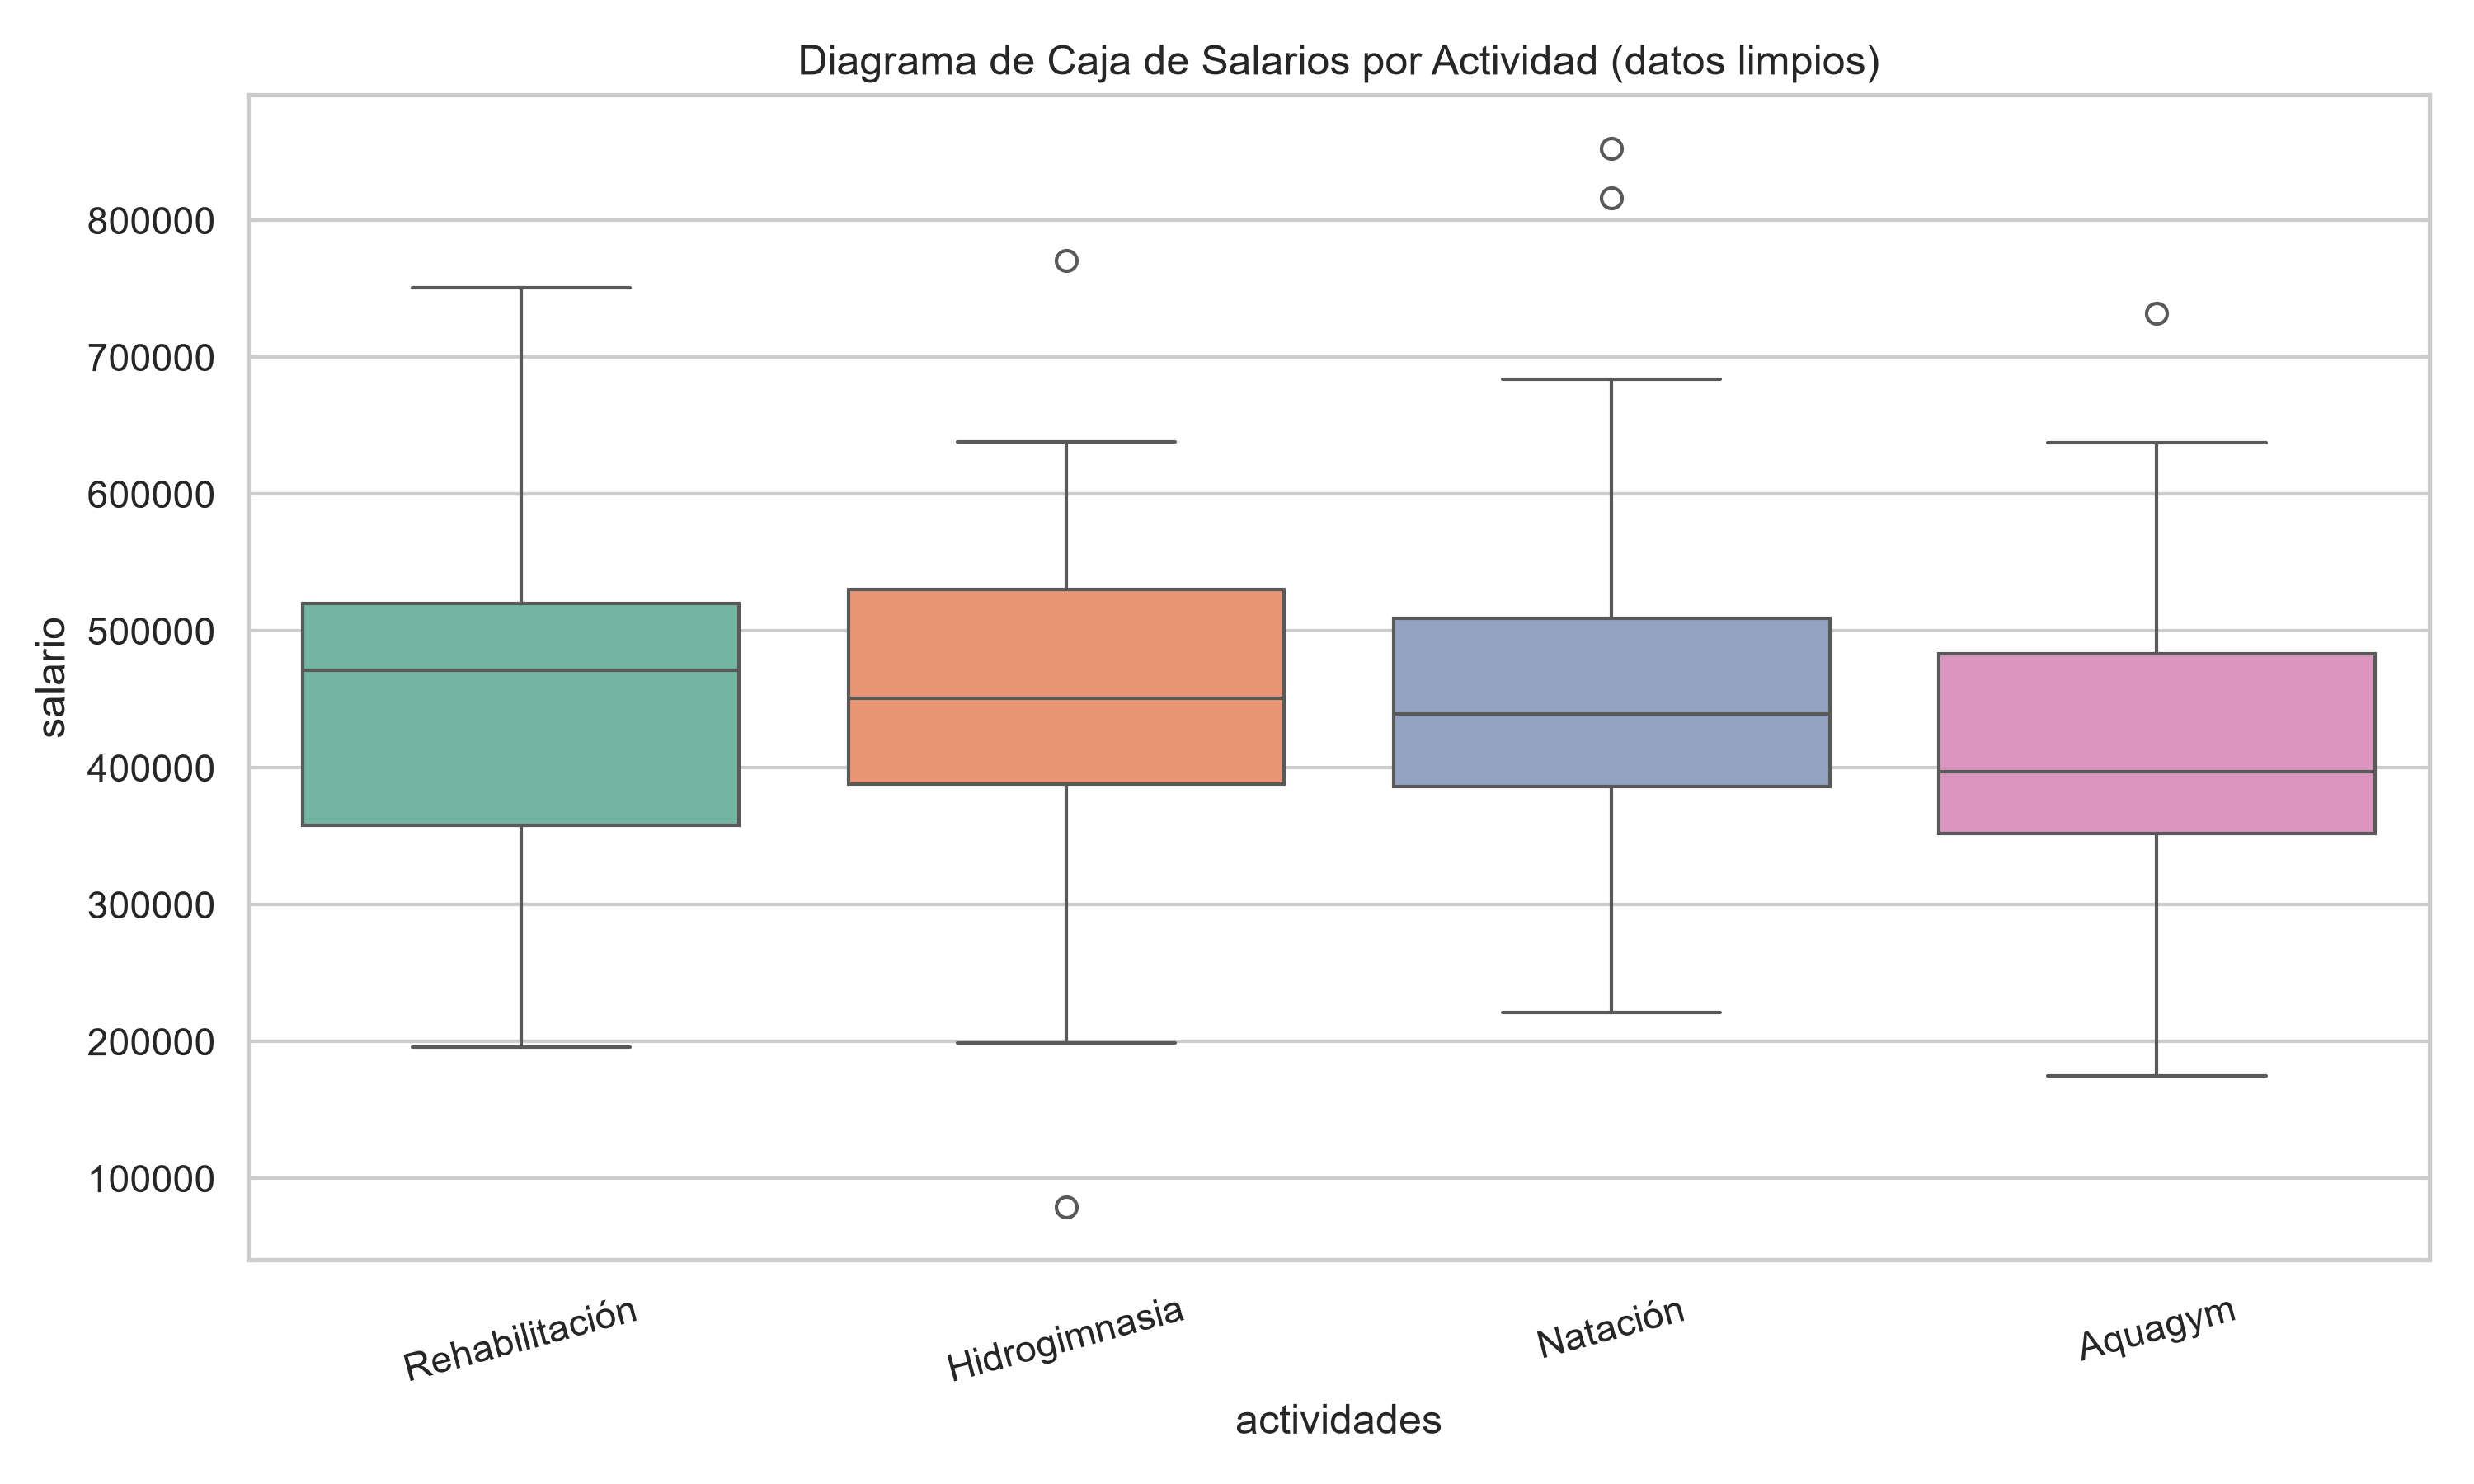 Diagrama de Caja de Salarios por Actividad (datos limpios)
salario
800000
700000
600000
500000
400000
300000
200000
100000
Rehabilitación
Hidrogimnasia
Natación
Aquagym
actividades